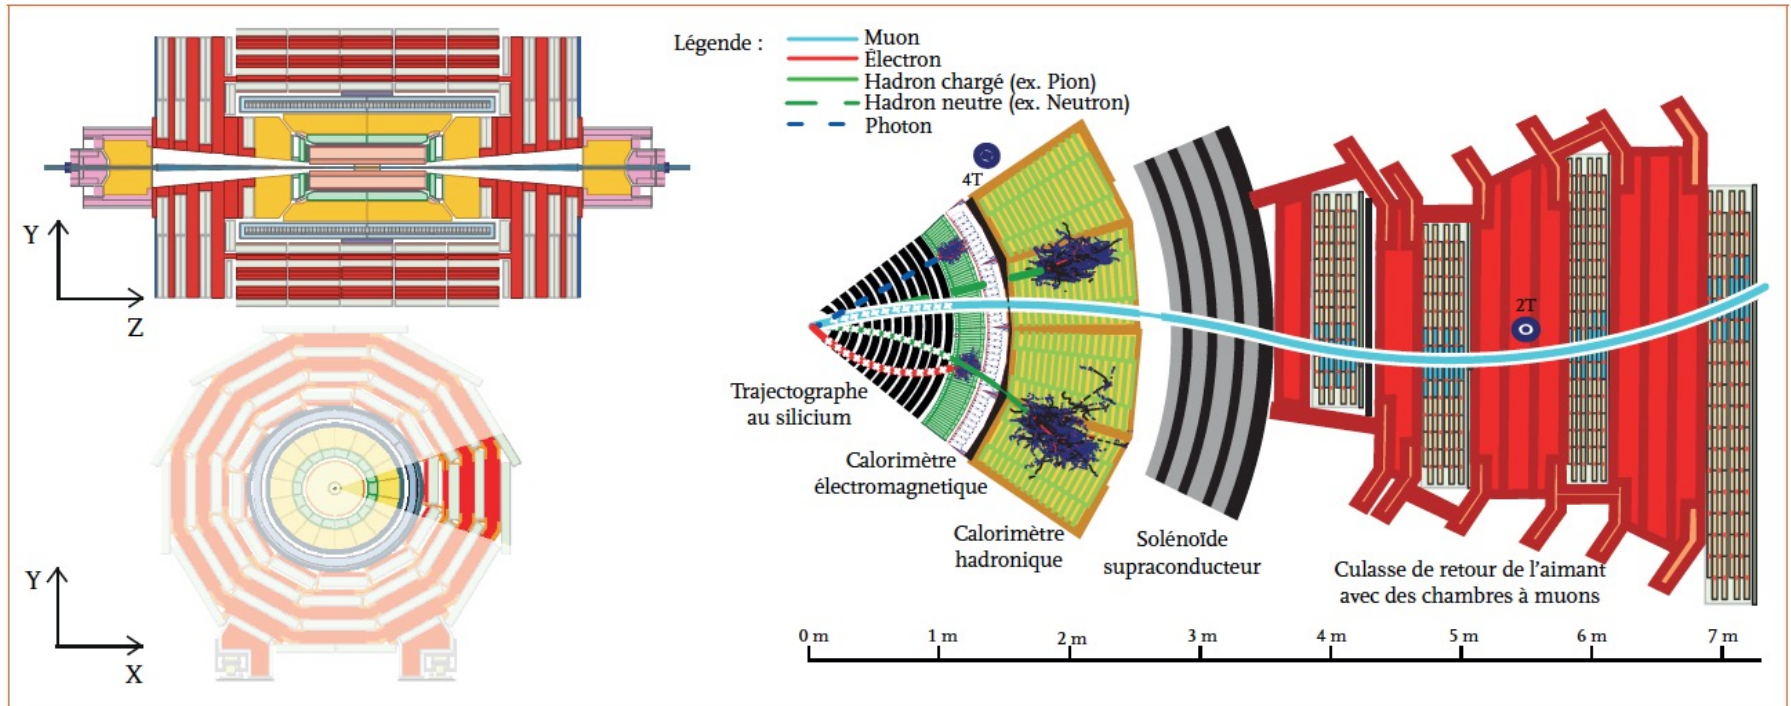 Y
Z
Y
X
Légende :
Muon
Électron
Hadron chargé (ex. Pion)
Hadron neutre (ex. Neutron)
Photon
4T
2T
Trajectographe
au silicium
Calorimètre
électromagnetique
Calorimètre
hadronique
Solénoïde
supraconducteur
Culasse de retour de l'aimant
avec des chambres à muons
0 m 1 m 2 m 3 m 4 m 5 m 6 m 7 m